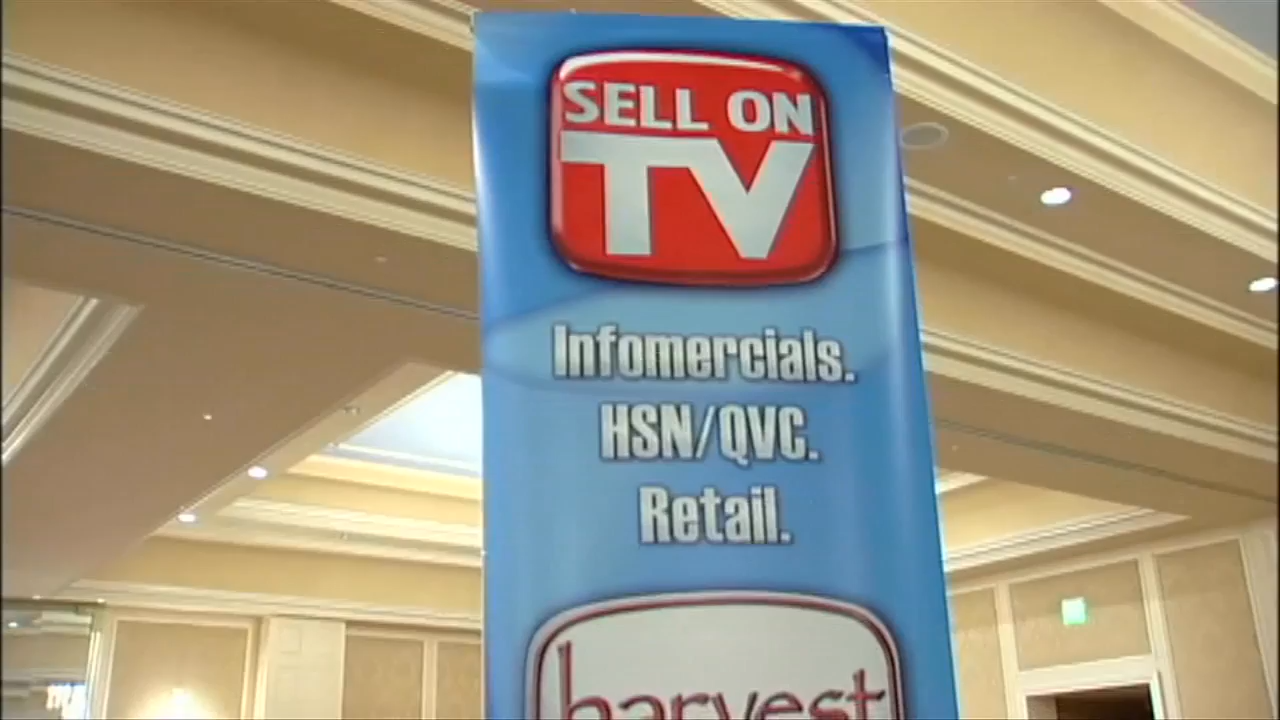 SELL ON
TV
Infomercials.
HSN/QVC.
Retail.
harvest